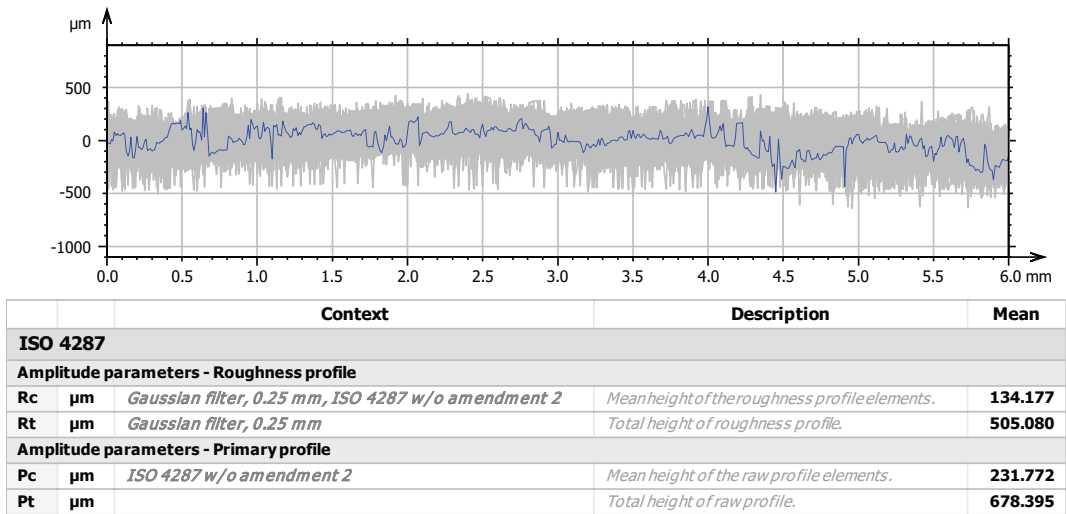 µm
500
0
-500
-1000
0.0 0.5 1.0 1.5 2.0 2.5 3.0 3.5 4.0 4.5 5.0 5.5 6.0 mm
Context Description Mean
ISO 4287
Amplitude parameters - Roughness profile
Rc µm Gaussian filter, 0.25 mm, ISO 4287 w/o amendment 2 Mean height of the roughness profile elements. 134.177
Rt µm Gaussian filter, 0.25 mm Total height of roughness profile. 505.080
Amplitude parameters - Primary profile
Pc µm ISO 4287 w/o amendment 2 Mean height of the raw profile elements. 231.772
Pt µm Total height of raw profile. 678.395